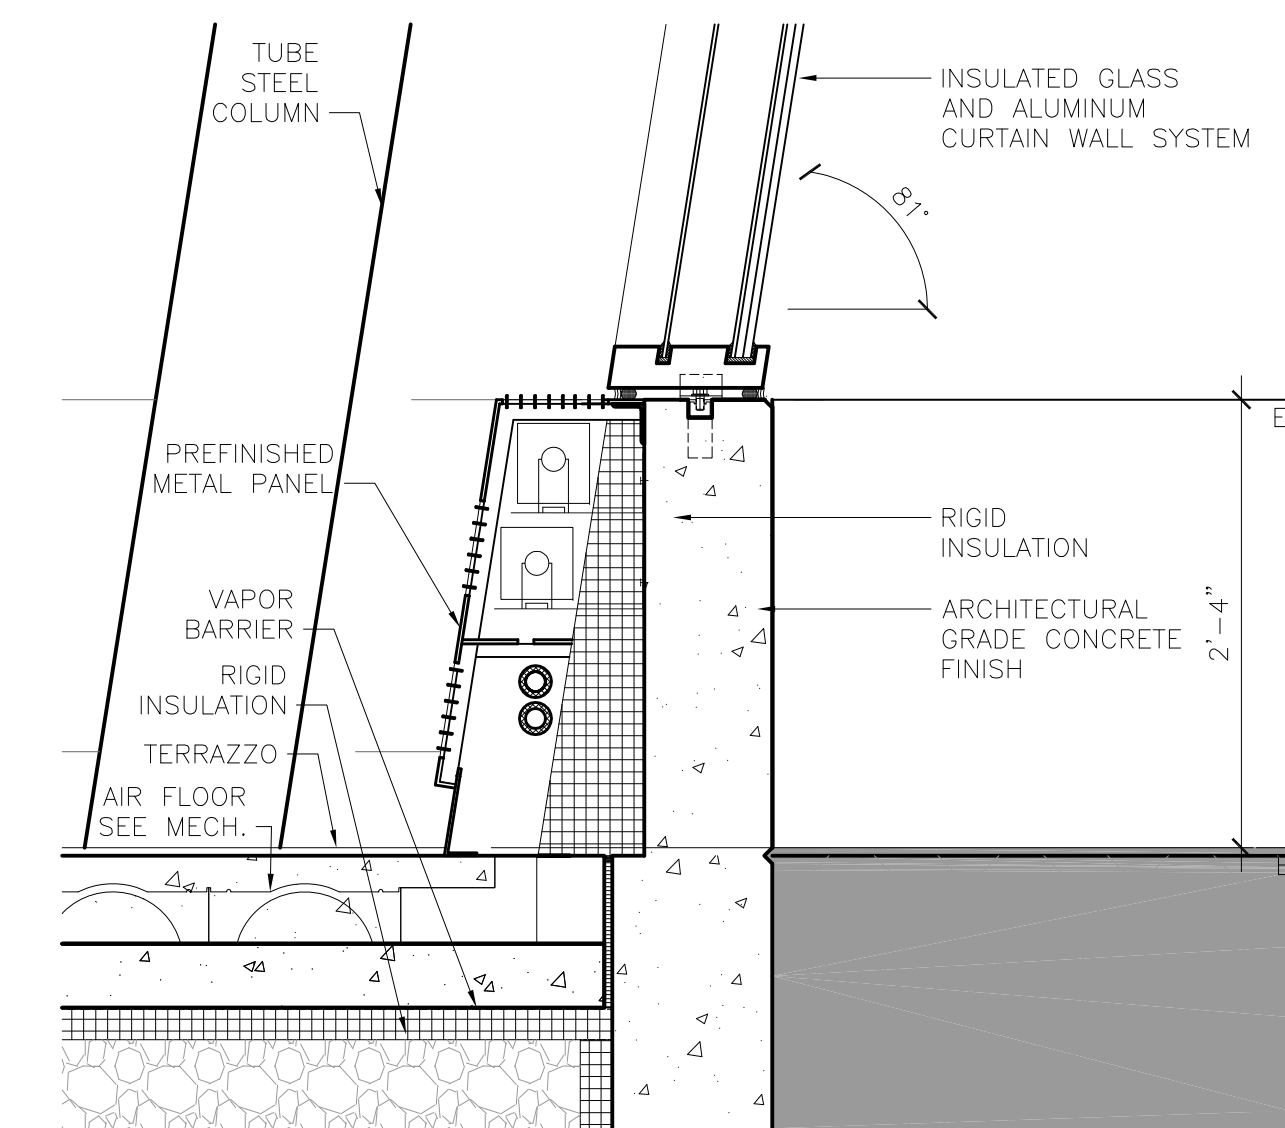 TUBE
STEEL
COLUMN
INSULATED GLASS
AND ALUMINUM
CURTAIN WALL SYSTEM
81°
E
PREFINISHED
METAL PANEL
RIGID
INSULATION
VAPOR
BARRIER
ARCHITECTURAL
GRADE CONCRETE
FINISH
2'-4"
RIGID
INSULATION
TERRAZZO
AIR FLOOR
SEE MECH.